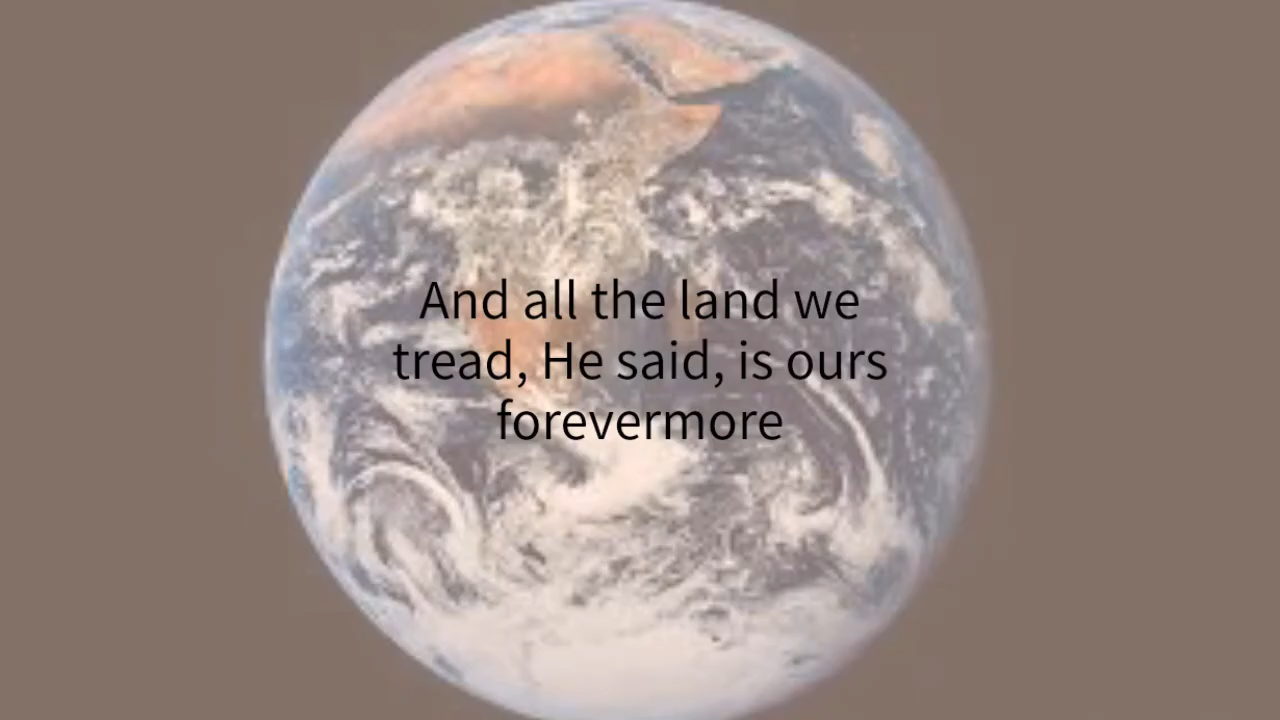 And all the land we
tread, He said, is ours
forevermore